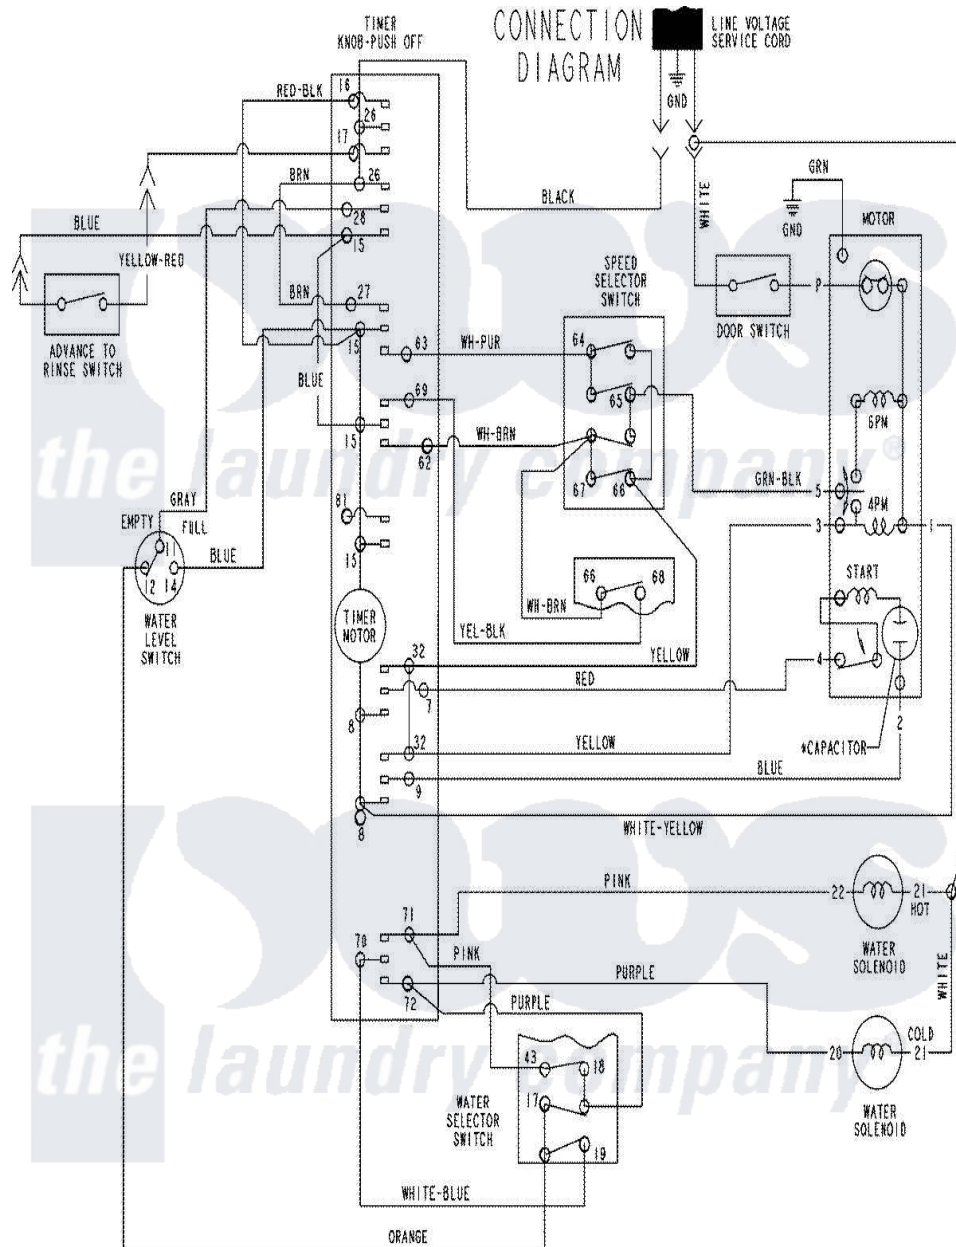 TIMER
KNOB-PUSH OFF
CONNECTION
DIAGRAM
LINE VOLTAGE
SERVICE CORD
GND
RED-BLK
16
26
17
BRN
26
BLACK
WHITE
GRN
GND
MOTOR
BLUE
28
15
YELLOW-RED
SPEED
SELECTOR
SWITCH
P
BRN
27
DOOR SWITCH
ADVANCE TO
RINSE SWITCH
15
63
WH-PUR
64
BLUE
69
65
6PM
15
WH-BRN
62
the laundry company®
67
66
GRN-BLK
5
GRAY
81
4PM
EMPTY
FULL
3
1
11
BLUE
15
12
14
START
66
68
WH-BRN
WATER
LEVEL
SWITCH
TIMER
MOTOR
YEL-BLK
32
YELLOW
4
RED
7
8
2
32
YELLOW
*CAPACITOR
BLUE
9
8
WHITE-YELLOW
PINK
22
21
HOT
71
70
PINK
WATER
SOLENOID
WHITE
PURPLE
72
PURPLE
COLD
43
18
20
21
the laundry company
17
WATER
SELECTOR
SWITCH
WATER
SOLENOID
19
WHITE-BLUE
ORANGE